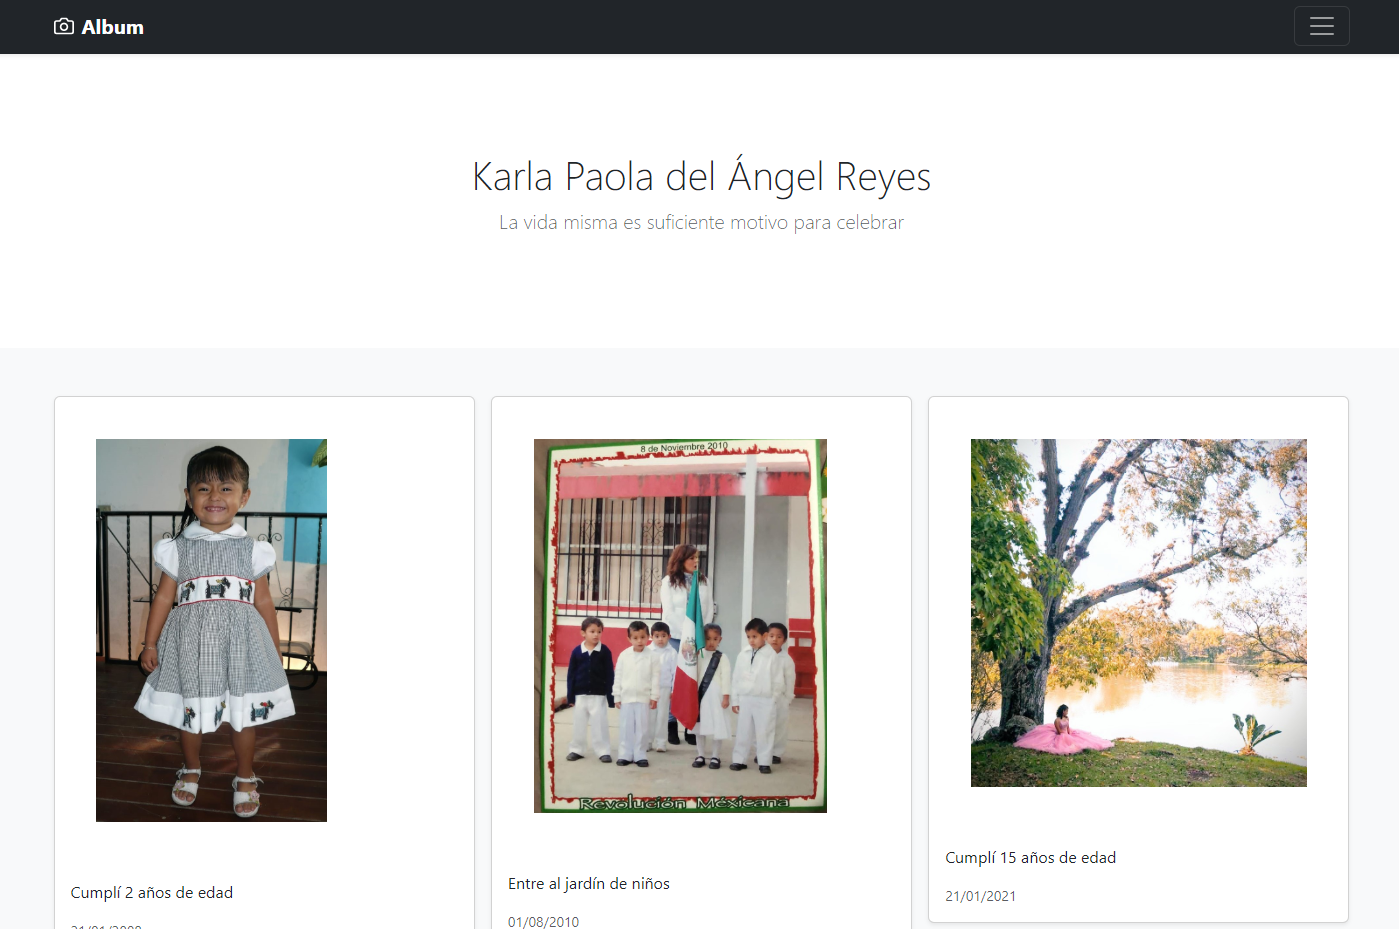 Album
Karla Paola del Ángel Reyes
La vida misma es suficiente motivo para celebrar
8 de Noviembre 2010
Revolución Mexicana
Cumplí 2 años de edad
Entre al jardín de niños
01/08/2010
Cumplí 15 años de edad
21/01/2021